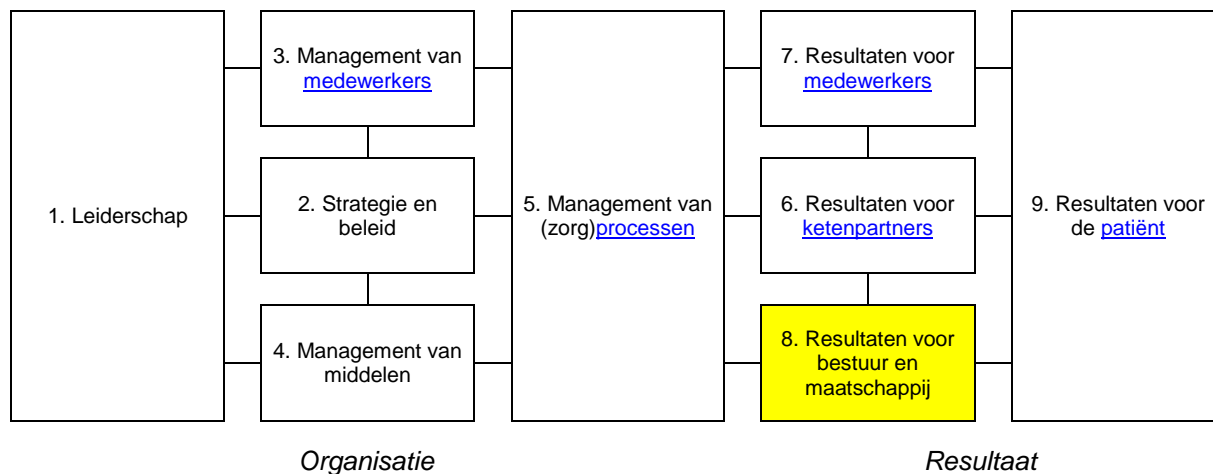 1. Leiderschap
3. Management van
medewerkers
2. Strategie en
beleid
4. Management van
middelen
5. Management van
(zorg)processen
7. Resultaten voor
medewerkers
6. Resultaten voor
ketenpartners
8. Resultaten voor
bestuur en
maatschappij
9. Resultaten voor
de patiënt
Organisatie
Resultaat